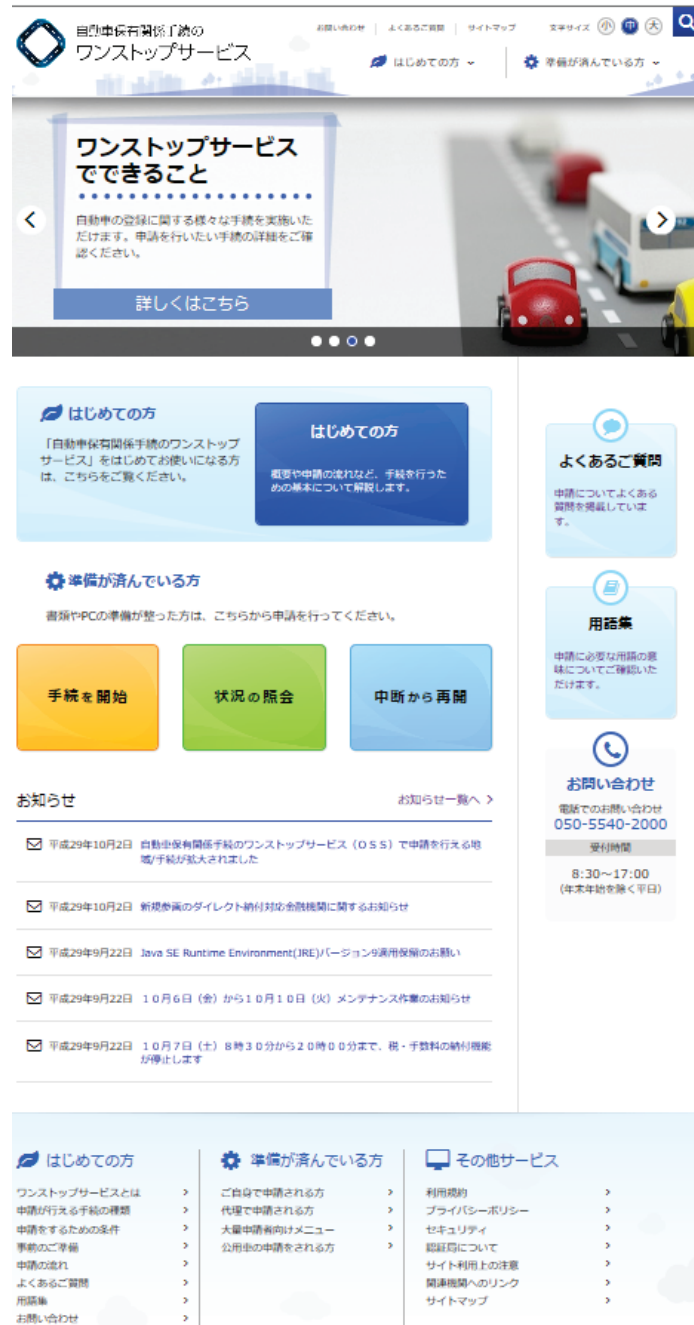 自動車保有関係手続の
ワンストップサービス
お問い合わせ
よくあるご質問
サイトマップ
文字サイズ 小 中 大
はじめての方
準備が済んでいる方
ワンストップサービス
でできること
自動車の登録に関する様々な手続を実施いた
だけます。申請を行いたい手続の詳細をご確
認ください。
詳しくはこちら
はじめての方
「自動車保有関係手続のワンストップ
サービス」をはじめてお使いになる方
は、こちらをご覧ください。
はじめての方
概要や申請の流れなど、手続を行うた
めの基本について解説します。
準備が済んでいる方
書類やPCの準備が整った方は、こちらから申請を行ってください。
手続を開始
状況の照会
中断から再開
お知らせ
お知らせ一覧へ
平成29年10月2日 自動車保有関係手続のワンストップサービス（ＯＳＳ）で申請を行える地
域/手続が拡大されました
平成29年10月2日 新規参画のダイレクト納付対応金融機関に関するお知らせ
平成29年9月22日 Java SE Runtime Environment(JRE)バージョン9適用保留のお願い
平成29年9月22日 １０月６日（金）から１０月１０日（火）メンテナンス作業のお知らせ
平成29年9月22日 １０月７日（土）８時３０分から２０時００分まで、税・手数料の納付機能
が停止します
よくあるご質問
申請についてよくある
質問を掲載していま
す。
用語集
申請に必要な用語の意
味についてご確認いた
だけます。
お問い合わせ
電話でのお問い合わせ
050-5540-2000
受付時間
8:30～17:00
(年末年始を除く平日)
はじめての方
ワンストップサービスとは
申請が行える手続の種類
申請をするための条件
事前のご準備
申請の流れ
よくあるご質問
用語集
お問い合わせ
準備が済んでいる方
ご自身で申請される方
代理で申請される方
大量申請者向けメニュー
公用車の申請をされる方
その他サービス
利用規約
プライバシーポリシー
セキュリティ
認証局について
サイト利用上の注意
関連機関へのリンク
サイトマップ